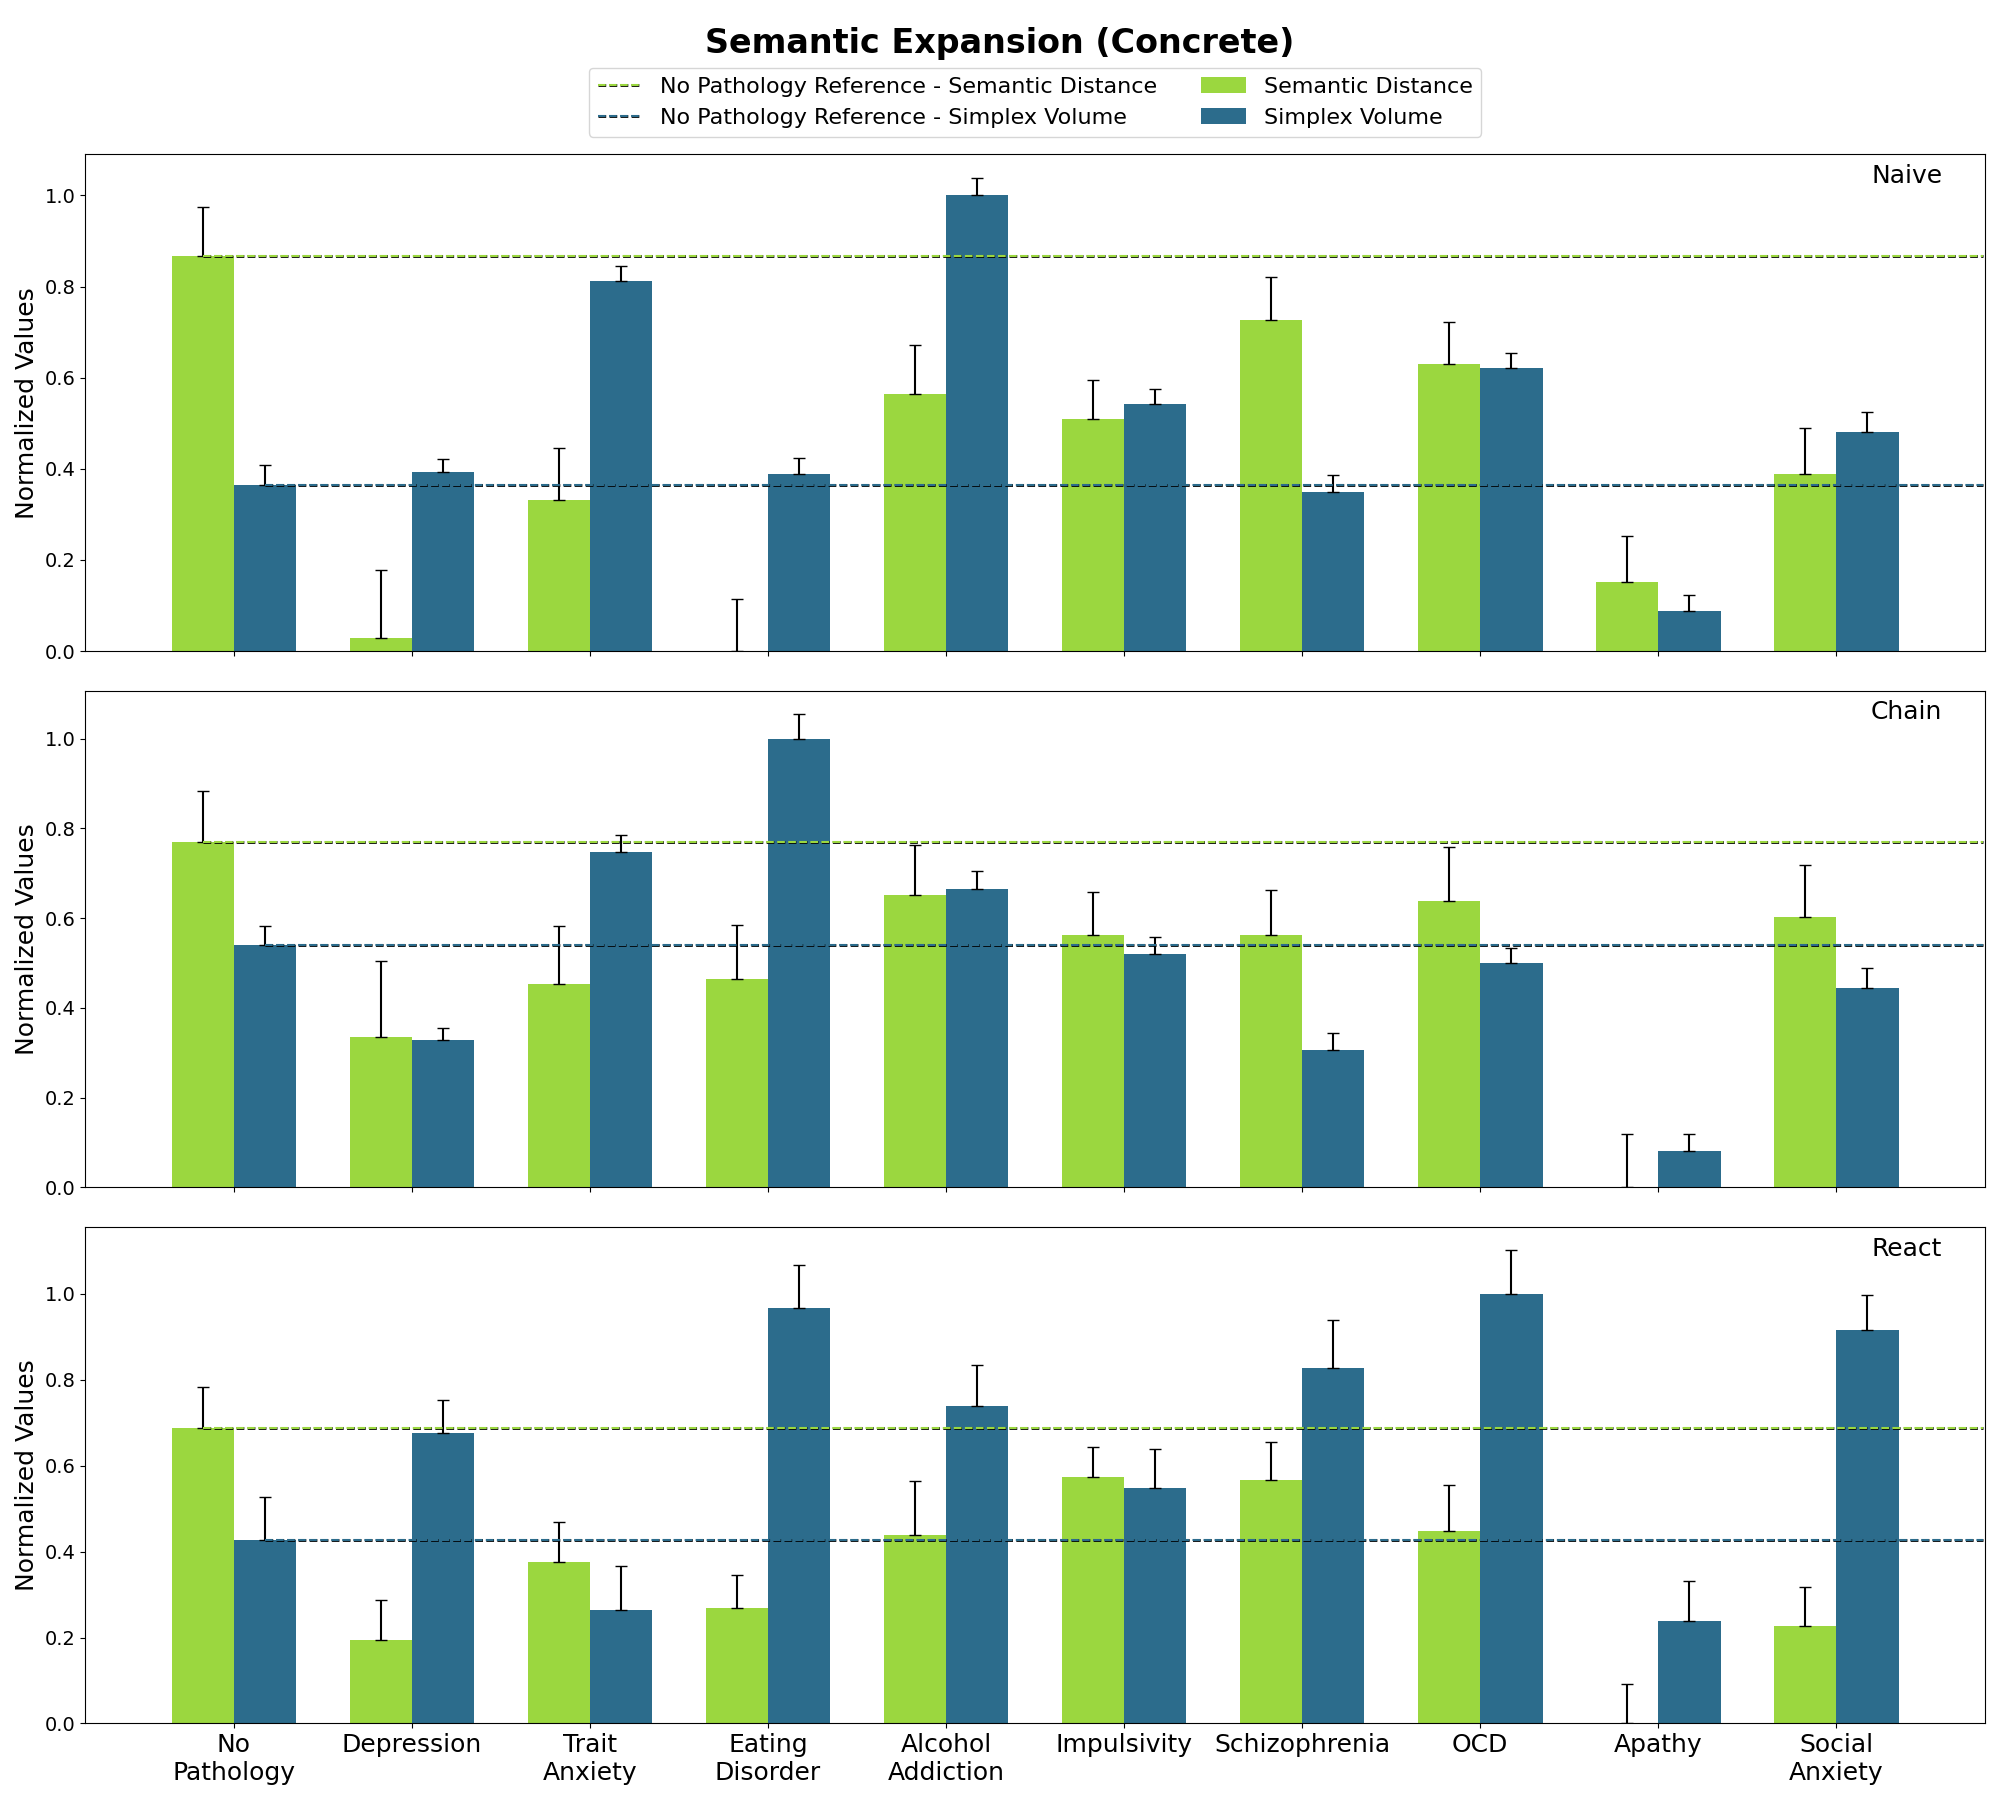 Semantic Expansion (Concrete)
No Pathology Reference - Semantic Distance
No Pathology Reference - Simplex Volume
Semantic Distance
Simplex Volume
Naive
Normalized Values
1.0
0.8
0.6
0.4
0.2
0.0
Chain
Normalized Values
1.0
0.8
0.6
0.4
0.2
0.0
React
Normalized Values
1.0
0.8
0.6
0.4
0.2
0.0
No
Pathology
Depression
Trait
Anxiety
Eating
Disorder
Alcohol
Addiction
Impulsivity
Schizophrenia
OCD
Apathy
Social
Anxiety